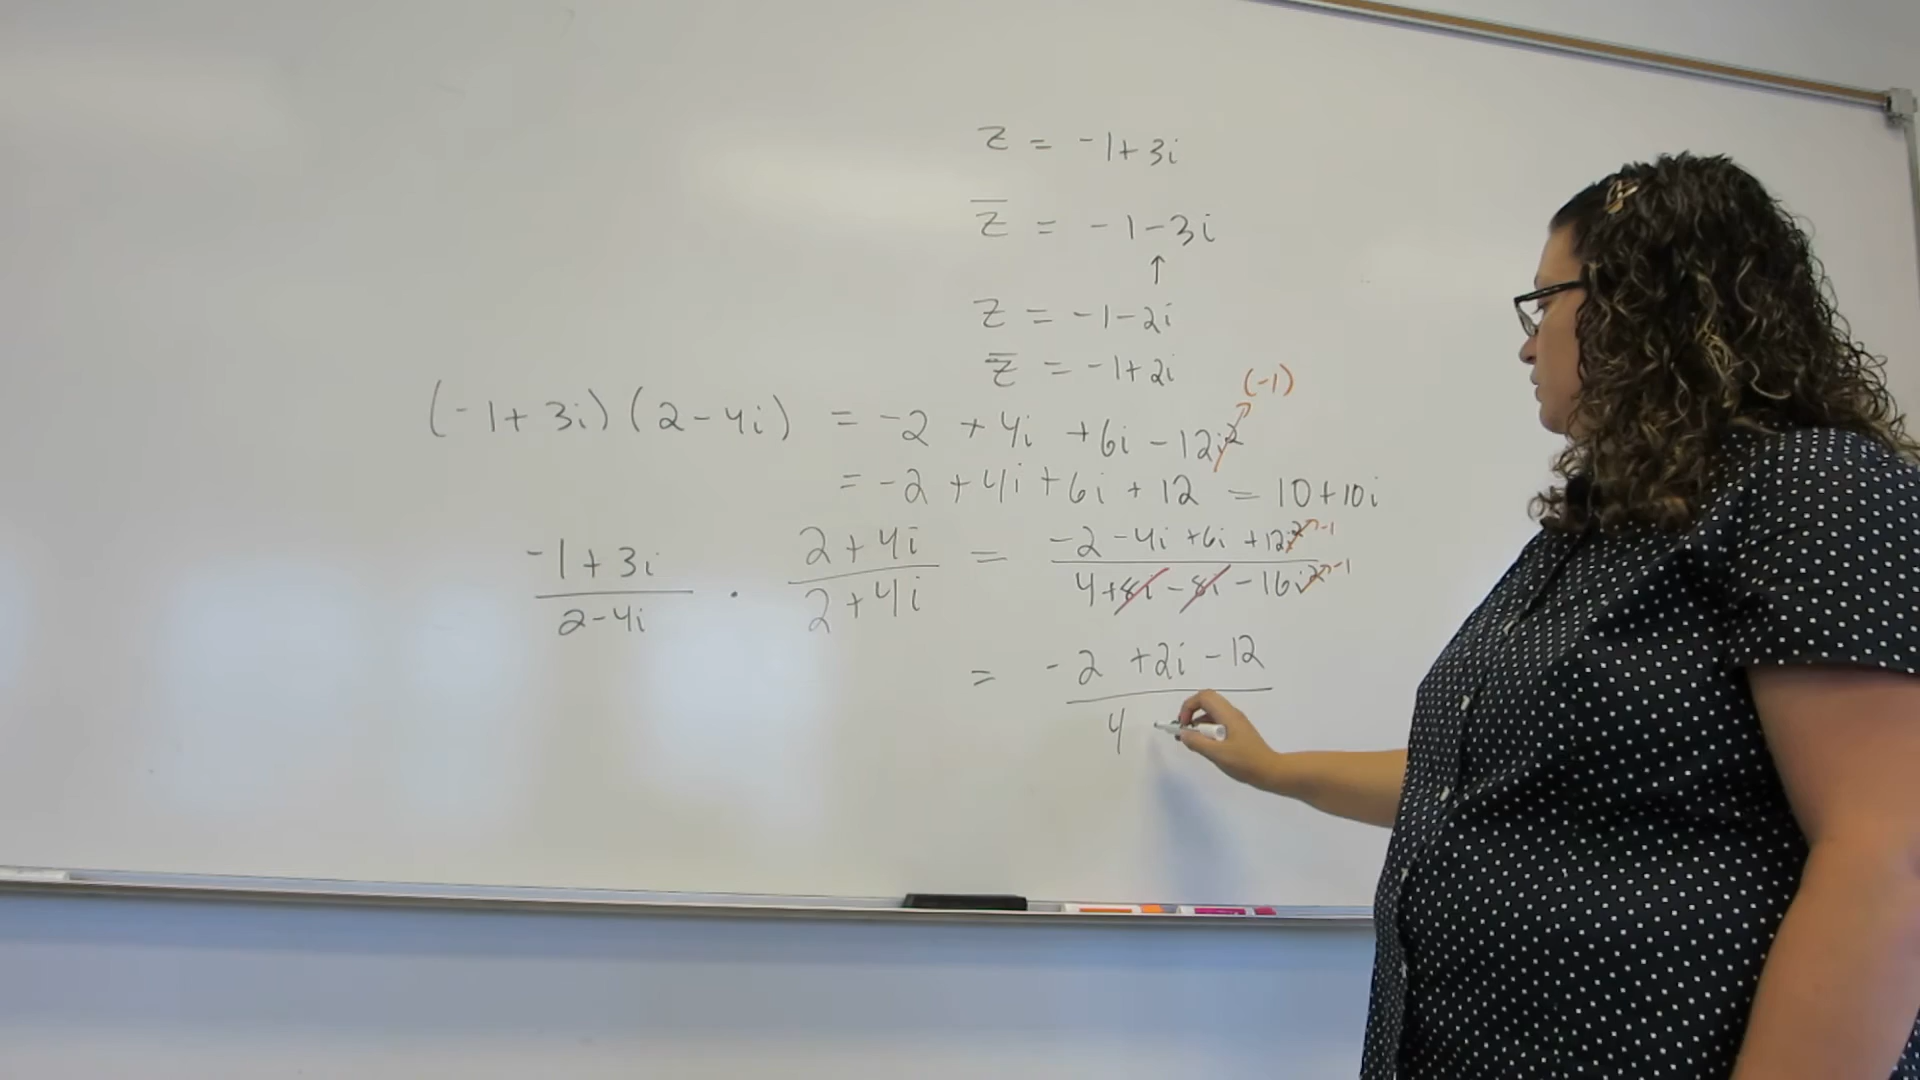 z = -1+3i
z̅ = -1-3i
↑
z = -1-2i
z̅ = -1+2i
(-1)
(-1+3i)(2-4i) = -2 +4i +6i -12i²
= -2 +4i +6i +12 = 10+10i
-1+3i / 2-4i · 2+4i / 2+4i = -2 -4i +6i +12i² → -1 / 4+8i -8i -16i² → -1
= -2 +2i -12 / 4